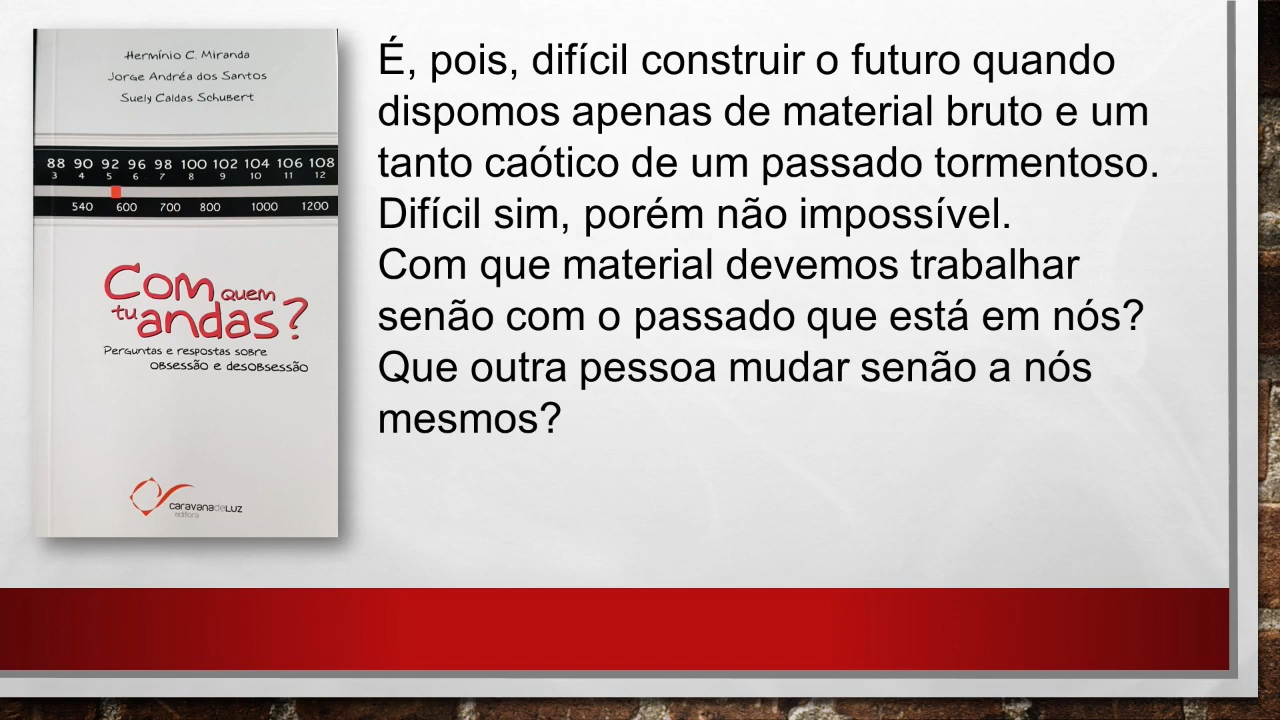 Hermínio C. Miranda
Jorge Andréa dos Santos
Suely Caldas Schubert
88 90 92 96 98 100 102 104 106 108
3 4 5 6 7 8 9 10 11 12
540 600 700 800 1000 1200
Com quem
tu andas?
Perguntas e respostas sobre
obsessão e desobsessão
caravanadeLUZ
editora
É, pois, difícil construir o futuro quando
dispomos apenas de material bruto e um
tanto caótico de um passado tormentoso.
Difícil sim, porém não impossível.
Com que material devemos trabalhar
senão com o passado que está em nós?
Que outra pessoa mudar senão a nós
mesmos?